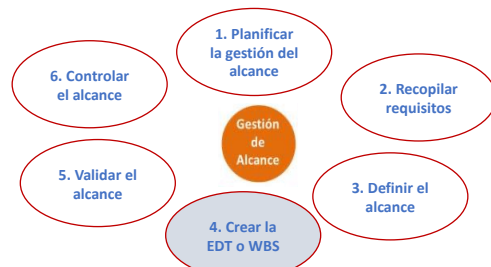 1. Planificar
la gestión del
alcance
2. Recopilar
requisitos
3. Definir el
alcance
4. Crear la
EDT o WBS
5. Validar el
alcance
6. Controlar
el alcance
Gestión
de
Alcance